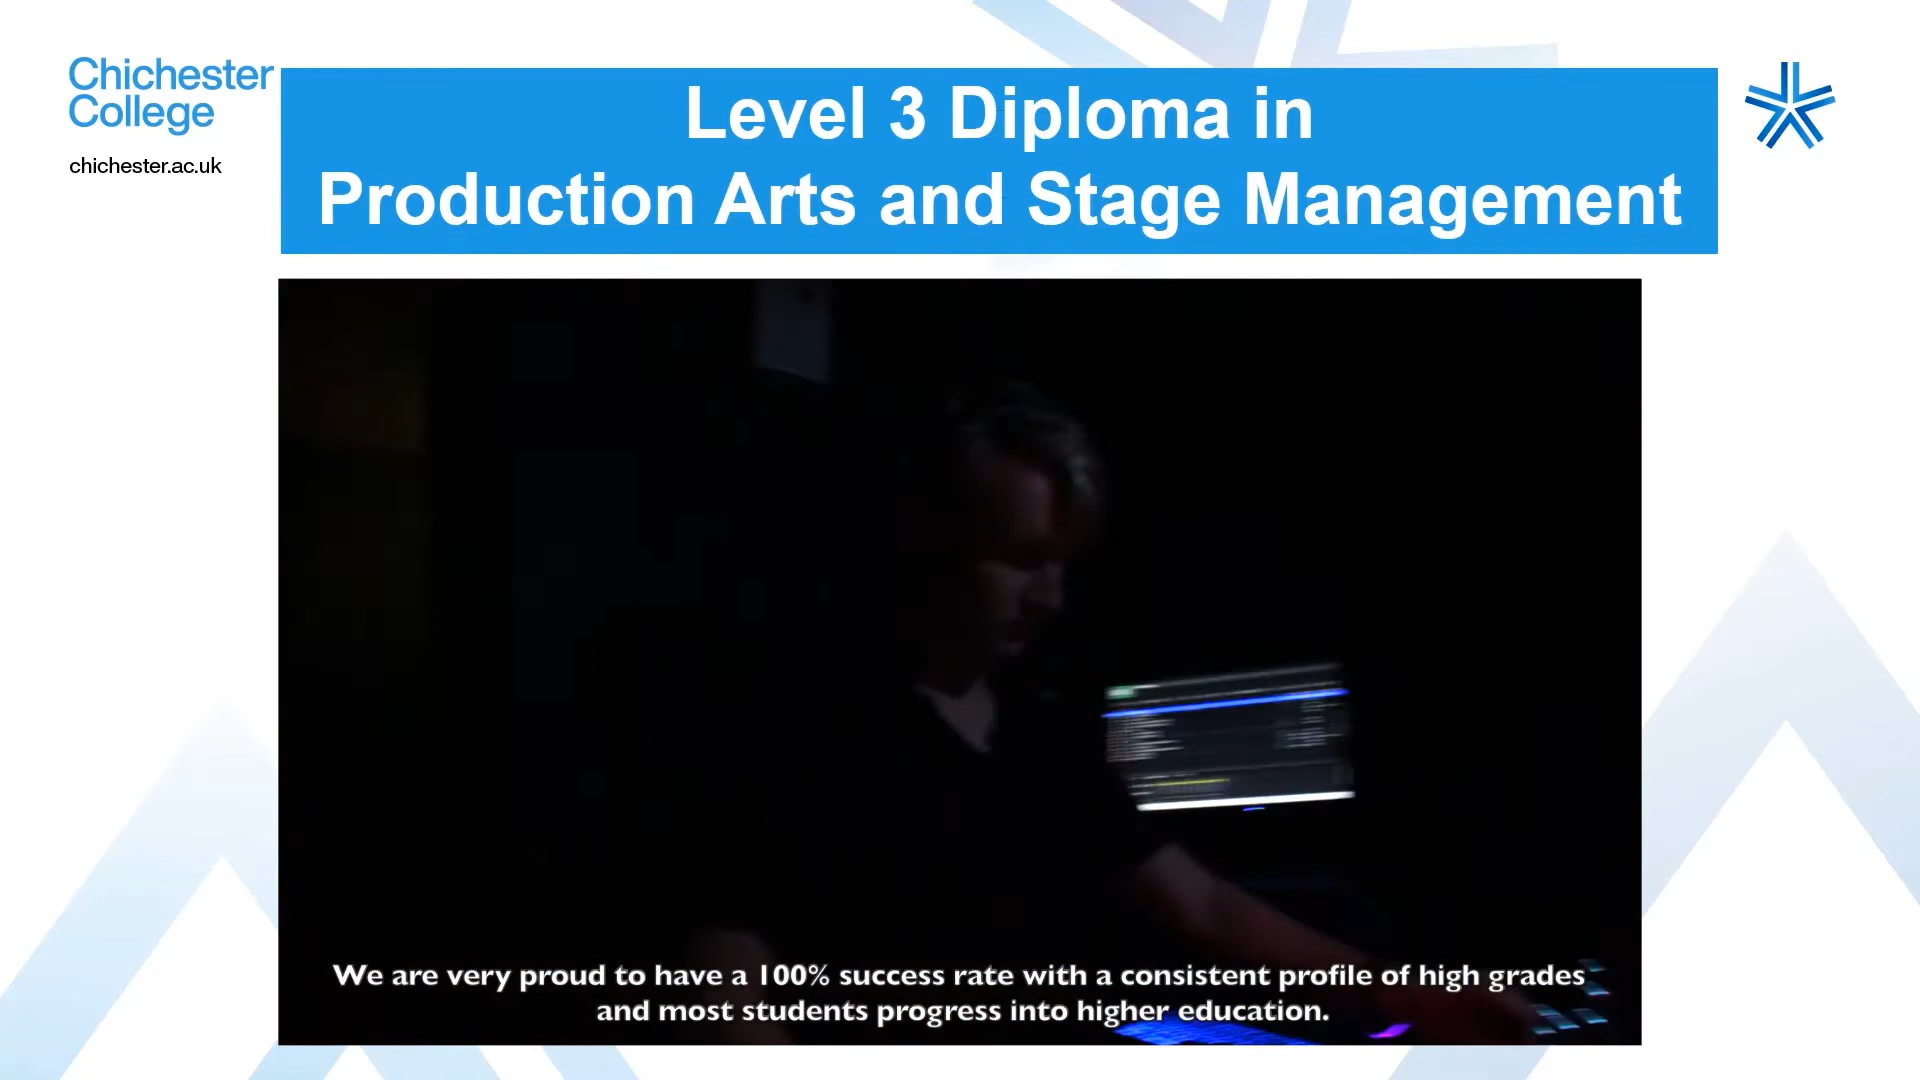 Chichester
College
chichester.ac.uk
Level 3 Diploma in
Production Arts and Stage Management
We are very proud to have a 100% success rate with a consistent profile of high grades
and most students progress into higher education.